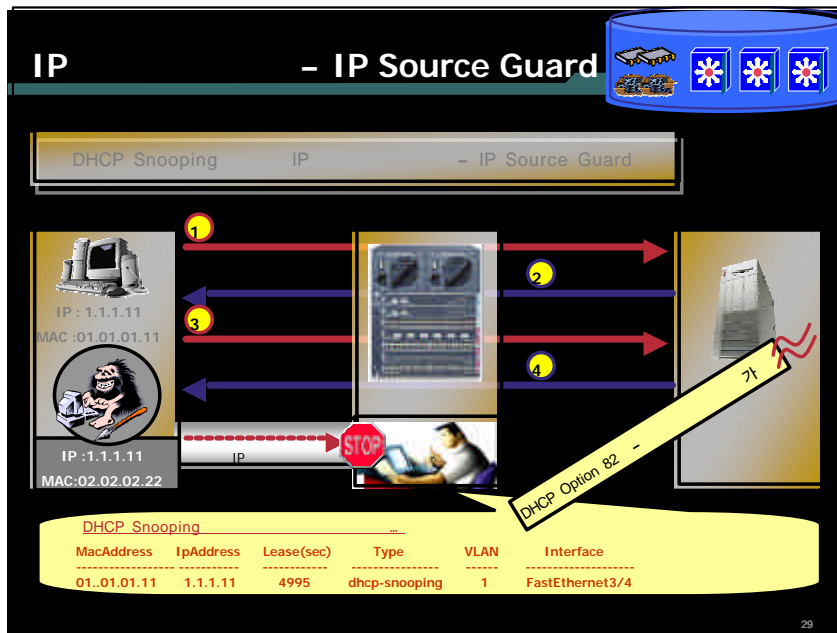 IP – IP Source Guard
DHCP Snooping IP – IP Source Guard
1
2
IP : 1.1.1.11
MAC :01.01.01.11
3
4
가
DHCP Option 82 –
STOP
IP
IP :1.1.1.11
MAC:02.02.02.22
DHCP Snooping …
MacAddress IpAddress Lease(sec) Type VLAN Interface
----------------- ----------- ------------ ---------------- ------ --------------------
01..01.01.11 1.1.1.11 4995 dhcp-snooping 1 FastEthernet3/4
29